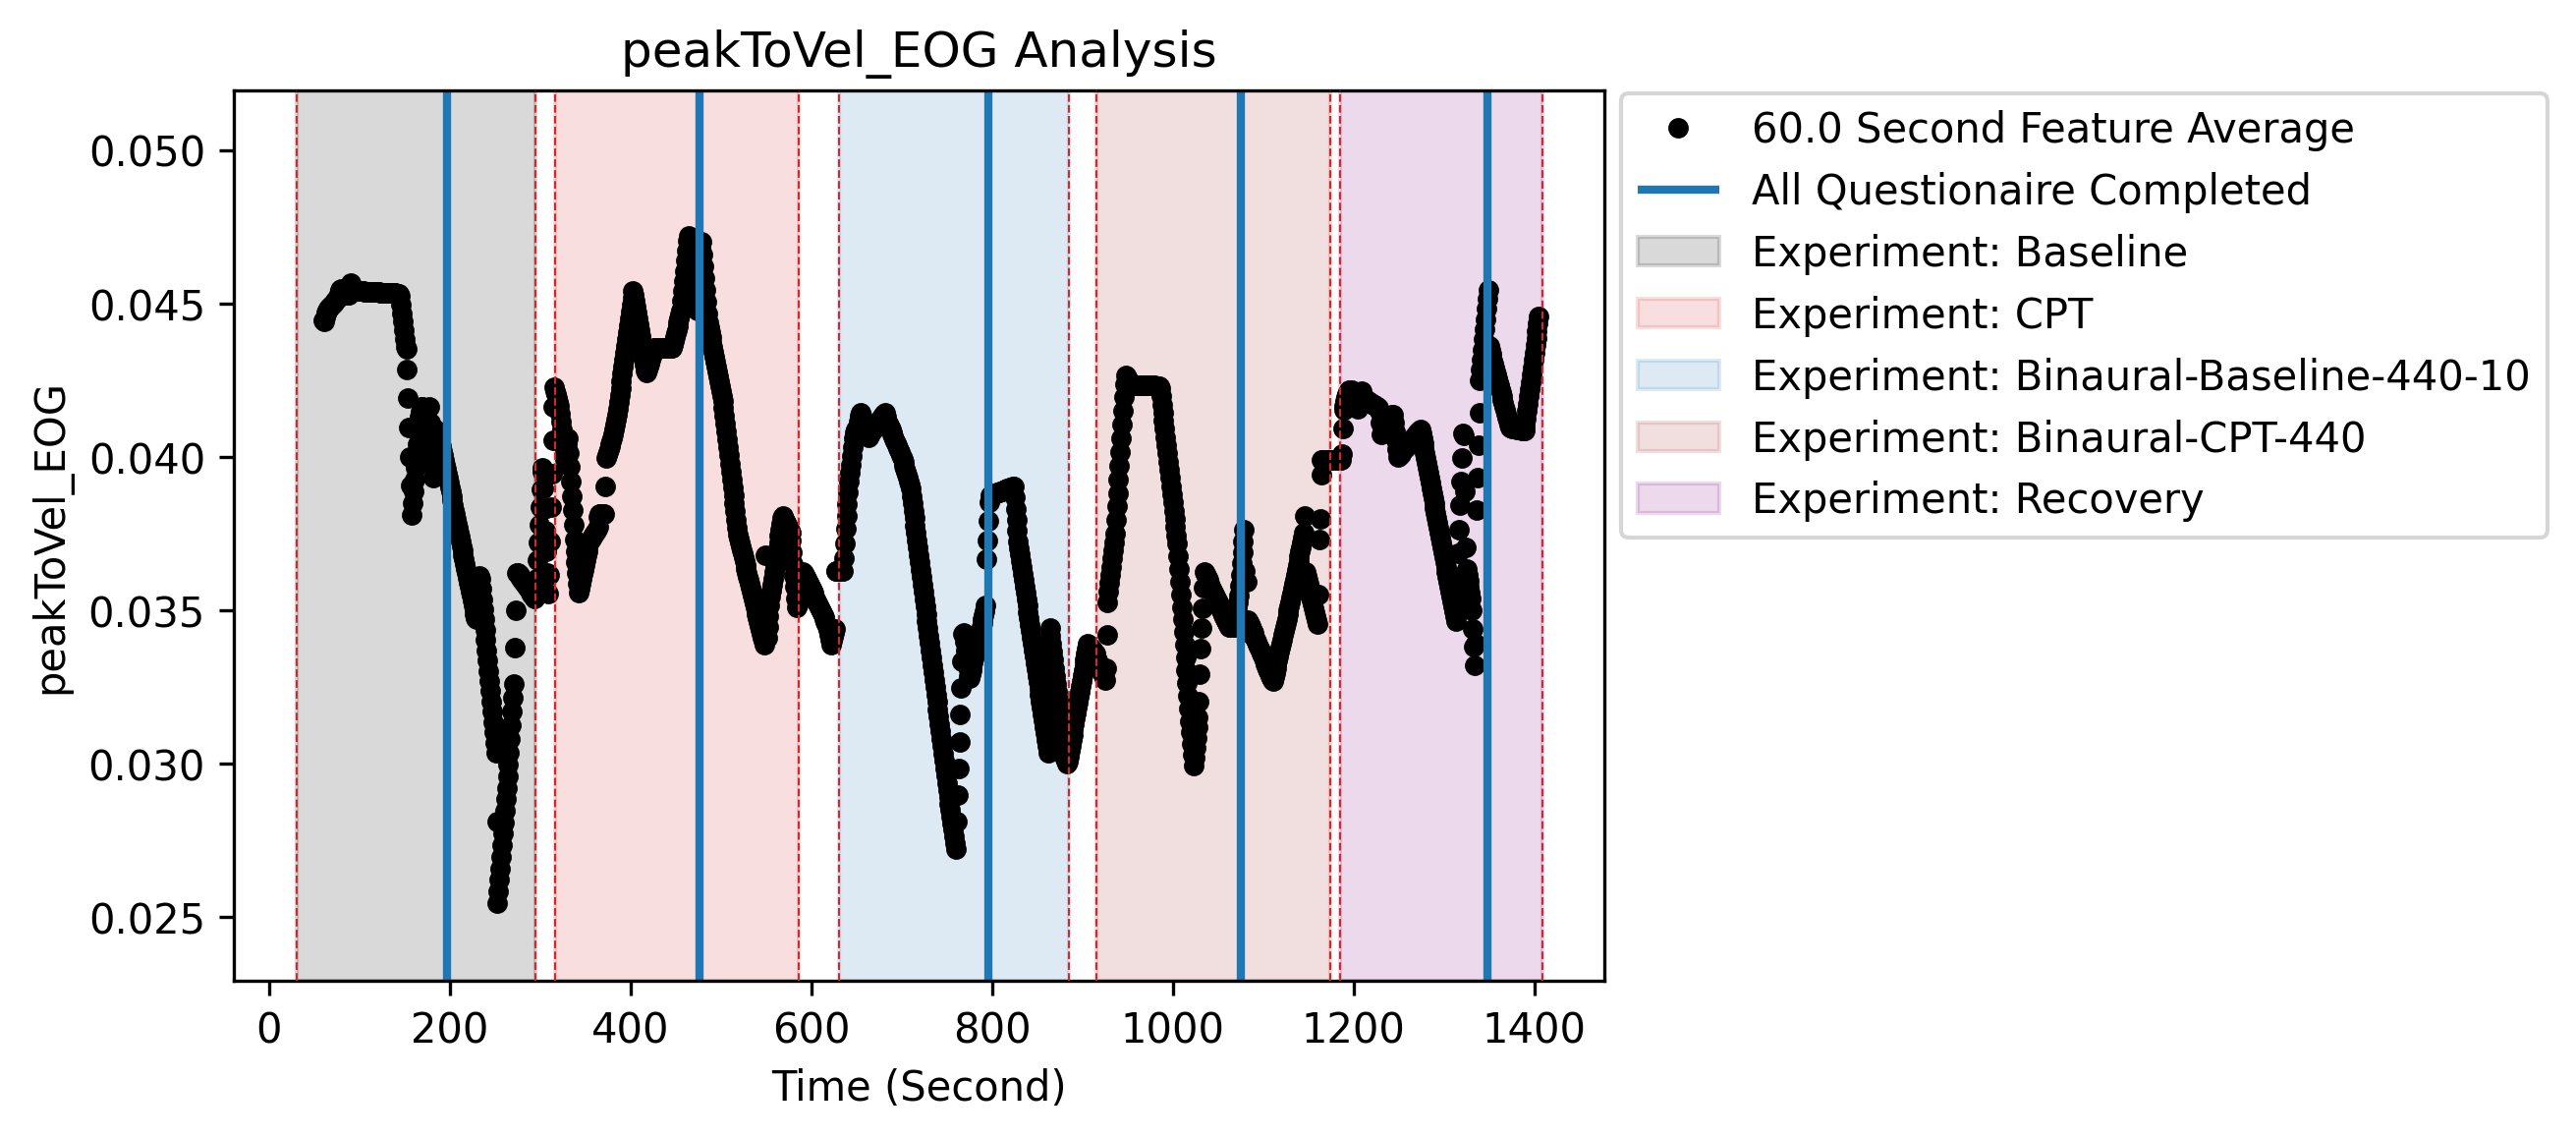 peakToVel_EOG Analysis
0.050
0.045
0.040
0.035
0.030
0.025
peakToVel_EOG
0 200 400 600 800 1000 1200 1400
Time (Second)
60.0 Second Feature Average
All Questionaire Completed
Experiment: Baseline
Experiment: CPT
Experiment: Binaural-Baseline-440-10
Experiment: Binaural-CPT-440
Experiment: Recovery